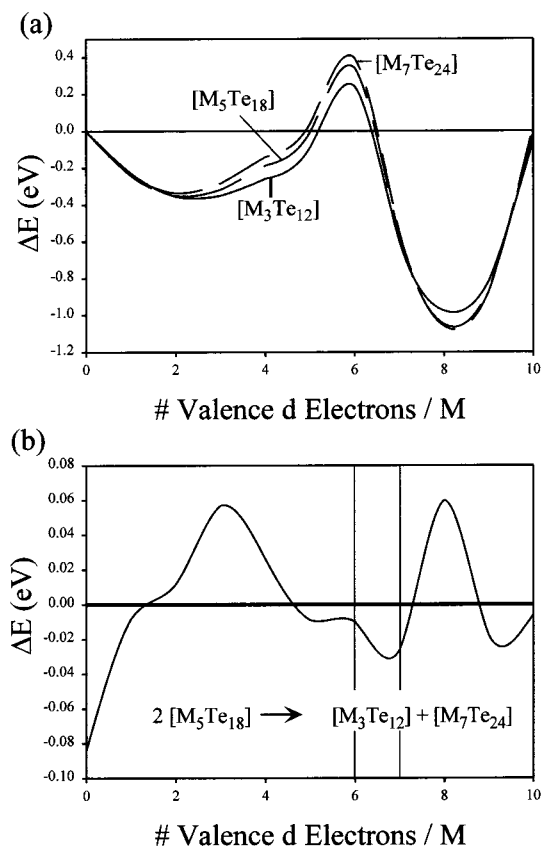 (a)
0.4
0.2
0.0
-0.2
-0.4
-0.6
-0.8
-1.0
-1.2
ΔE (eV)
[M7Te24]
[M5Te18]
[M3Te12]
0 2 4 6 8 10
# Valence d Electrons / M
(b)
0.08
0.06
0.04
0.02
0.00
-0.02
-0.04
-0.06
-0.08
-0.10
ΔE (eV)
2 [M5Te18] → [M3Te12] + [M7Te24]
0 2 4 6 8 10
# Valence d Electrons / M